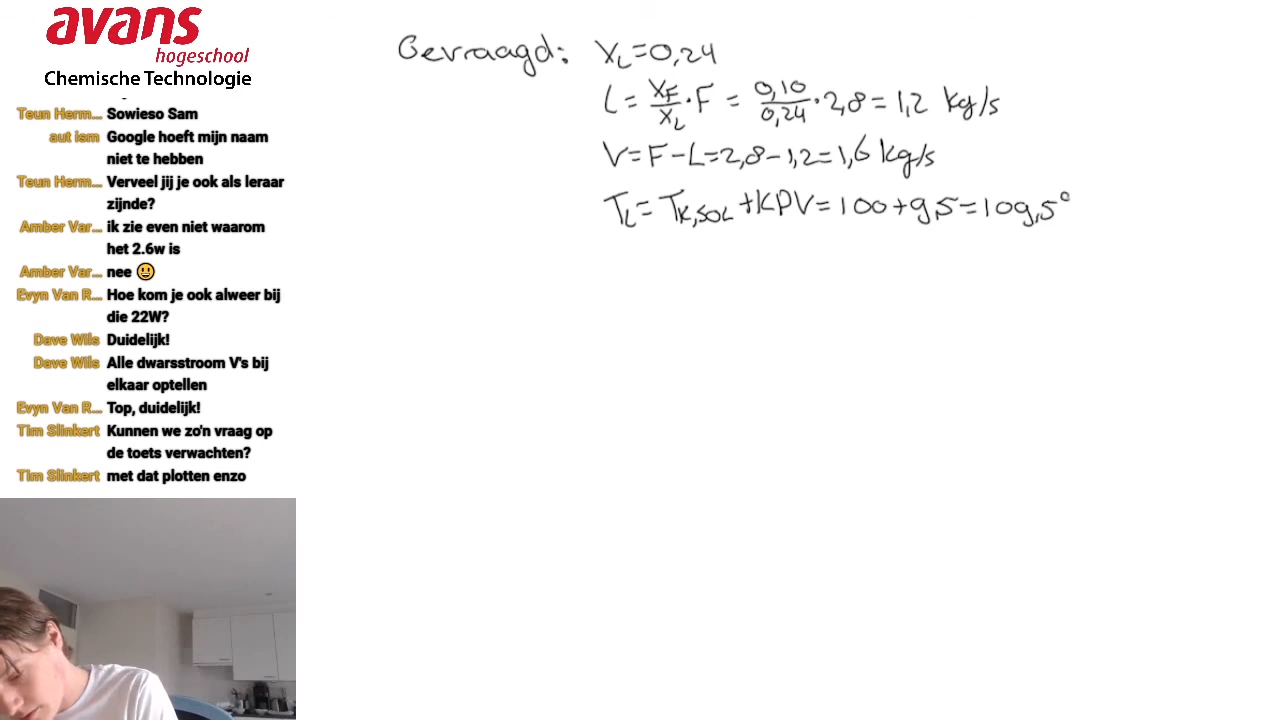 avans
hogeschool
Chemische Technologie
Teun Herm... Sowieso Sam
aut ism Google hoeft mijn naam
niet te hebben
Teun Herm... Verveel jij je ook als leraar
zijnde?
Amber Var... ik zie even niet waarom
het 2.6w is
Amber Var... nee 😀
Evyn Van R... Hoe kom je ook alweer bij
die 22W?
Dave Wils Duidelijk!
Dave Wils Alle dwarsstroom V's bij
elkaar optellen
Evyn Van R... Top, duidelijk!
Tim Slinkert Kunnen we zo'n vraag op
de toets verwachten?
Tim Slinkert met dat plotten enzo
Gevraagd: x_L = 0,24
L = x_F/x_L · F = 0,10/0,24 · 2,8 = 1,2 kg/s
V = F - L = 2,8 - 1,2 = 1,6 kg/s
T_L = T_K,SOL + KPV = 100 + 9,5 = 109,5°